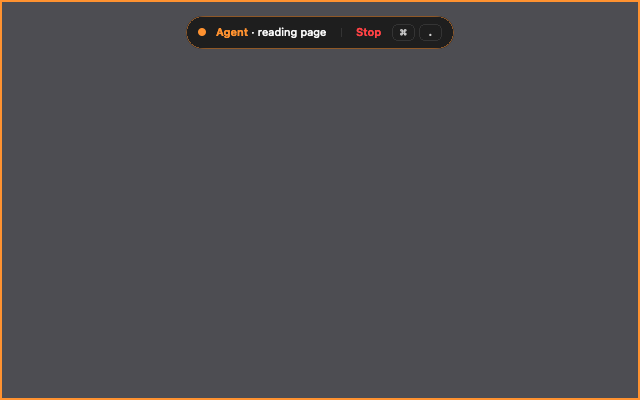 Agent · reading page Stop ⌘ .